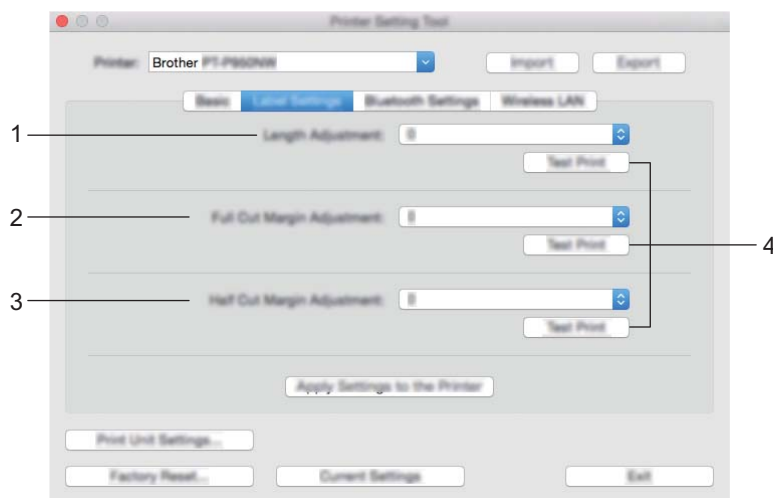 Printer Setting Tool
Printer: Brother PT-P950NW Import Export
Basic Label Settings Bluetooth Settings Wireless LAN
1 Length Adjustment: 0
Test Print
2 Full Cut Margin Adjustment: 0
Test Print 4
3 Half Cut Margin Adjustment: 0
Test Print
Apply Settings to the Printer
Print Unit Settings...
Factory Reset... Current Settings Exit